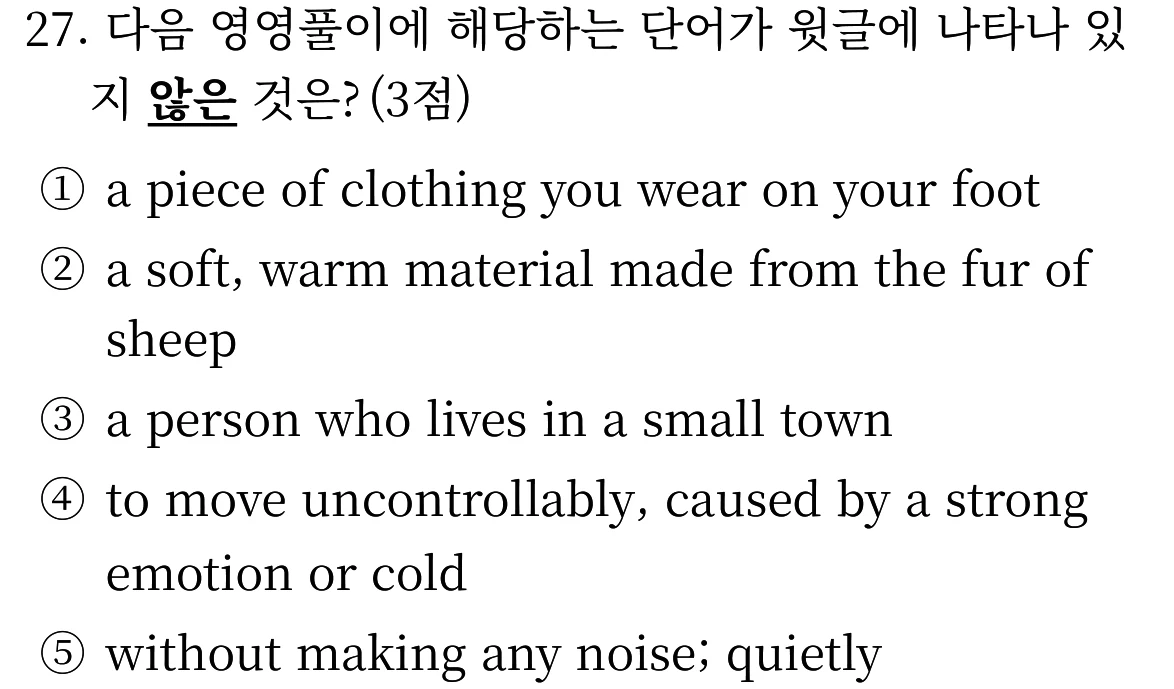 27. 다음 영영풀이에 해당하는 단어가 윗글에 나타나 있
지 않은 것은?(3점)
① a piece of clothing you wear on your foot
② a soft, warm material made from the fur of
sheep
③ a person who lives in a small town
④ to move uncontrollably, caused by a strong
emotion or cold
⑤ without making any noise; quietly